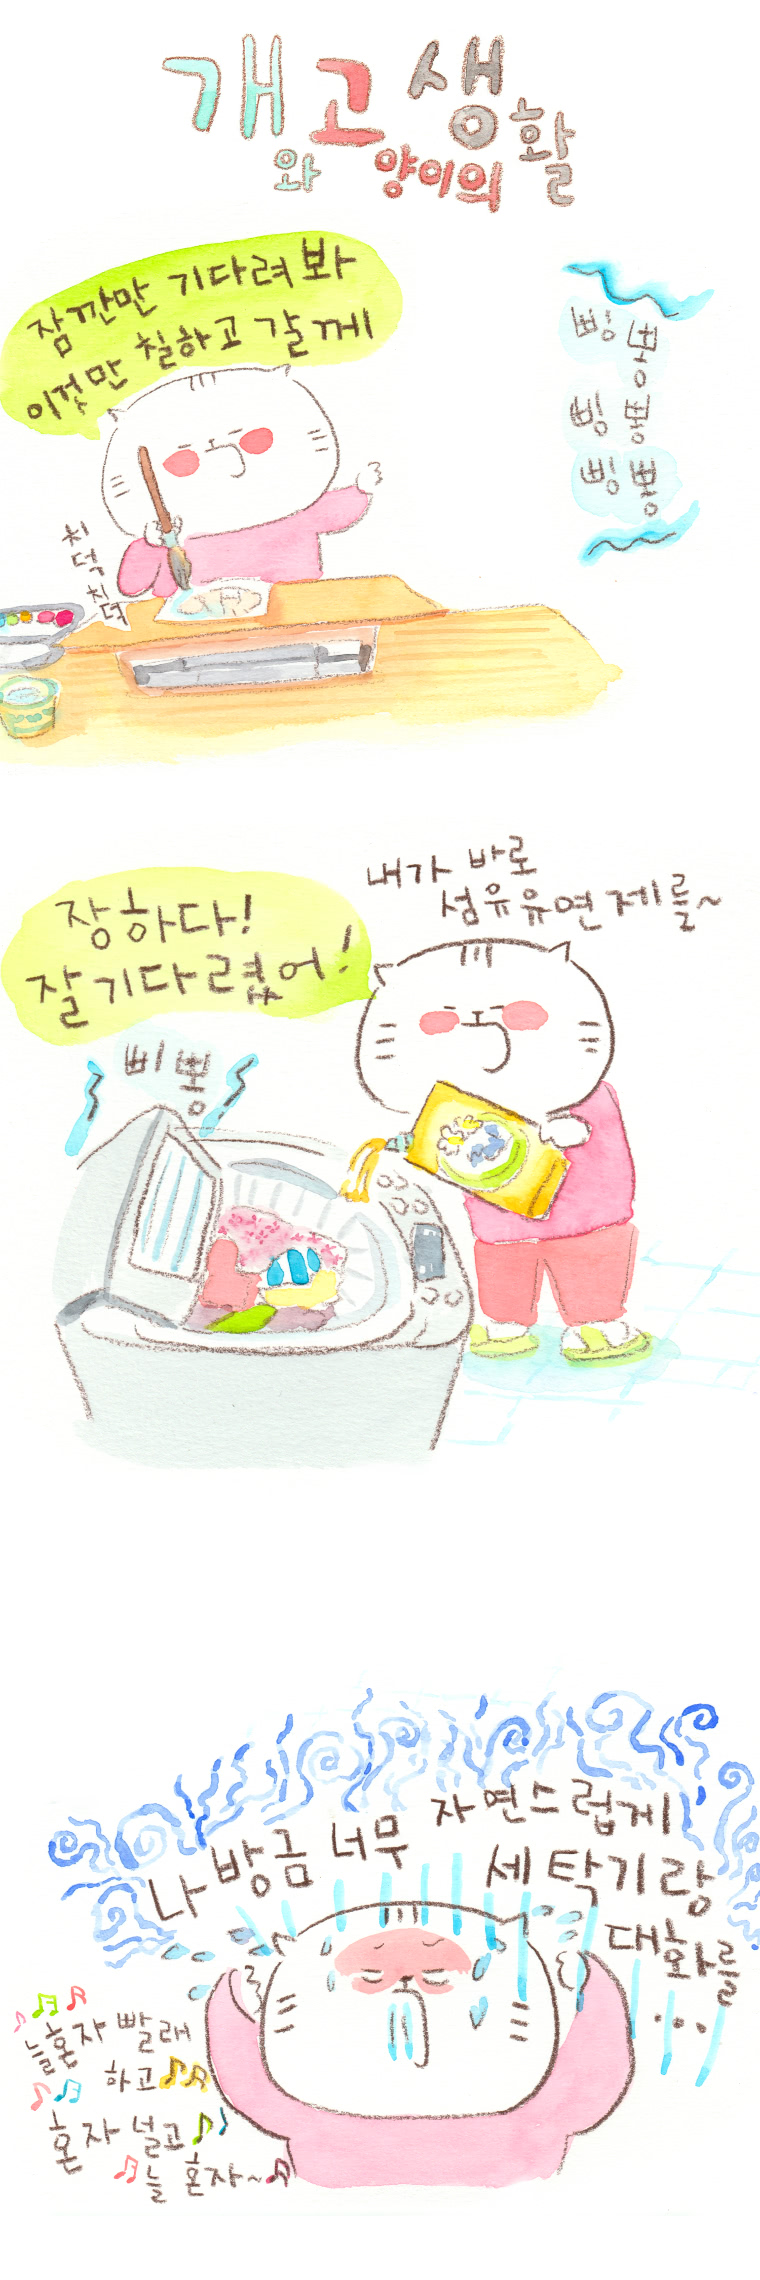 개와 고양이의 생활
잠깐만 기다려 봐
이것만 칠하고 갈게
삥 뽕
삥 뽕
삥 뽕
치덕
치덕
내가 바로
섬유유연제를~
장하다!
잘 기다렸어!
삐 뽕
나 방금 너무 자연스럽게
세탁기랑
대화를
...
늘 혼자 빨래
하고
혼자 널고
늘 혼자~